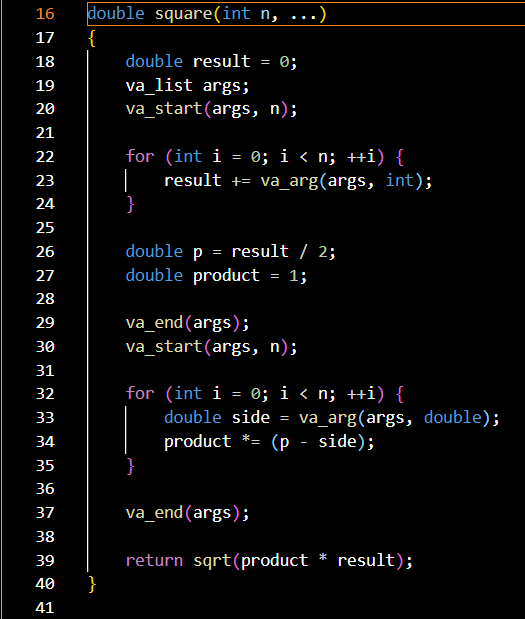 16 double square(int n, ...)
17 {
18     double result = 0;
19     va_list args;
20     va_start(args, n);
21
22     for (int i = 0; i < n; ++i) {
23         result += va_arg(args, int);
24     }
25
26     double p = result / 2;
27     double product = 1;
28
29     va_end(args);
30     va_start(args, n);
31
32     for (int i = 0; i < n; ++i) {
33         double side = va_arg(args, double);
34         product *= (p - side);
35     }
36
37     va_end(args);
38
39     return sqrt(product * result);
40 }
41